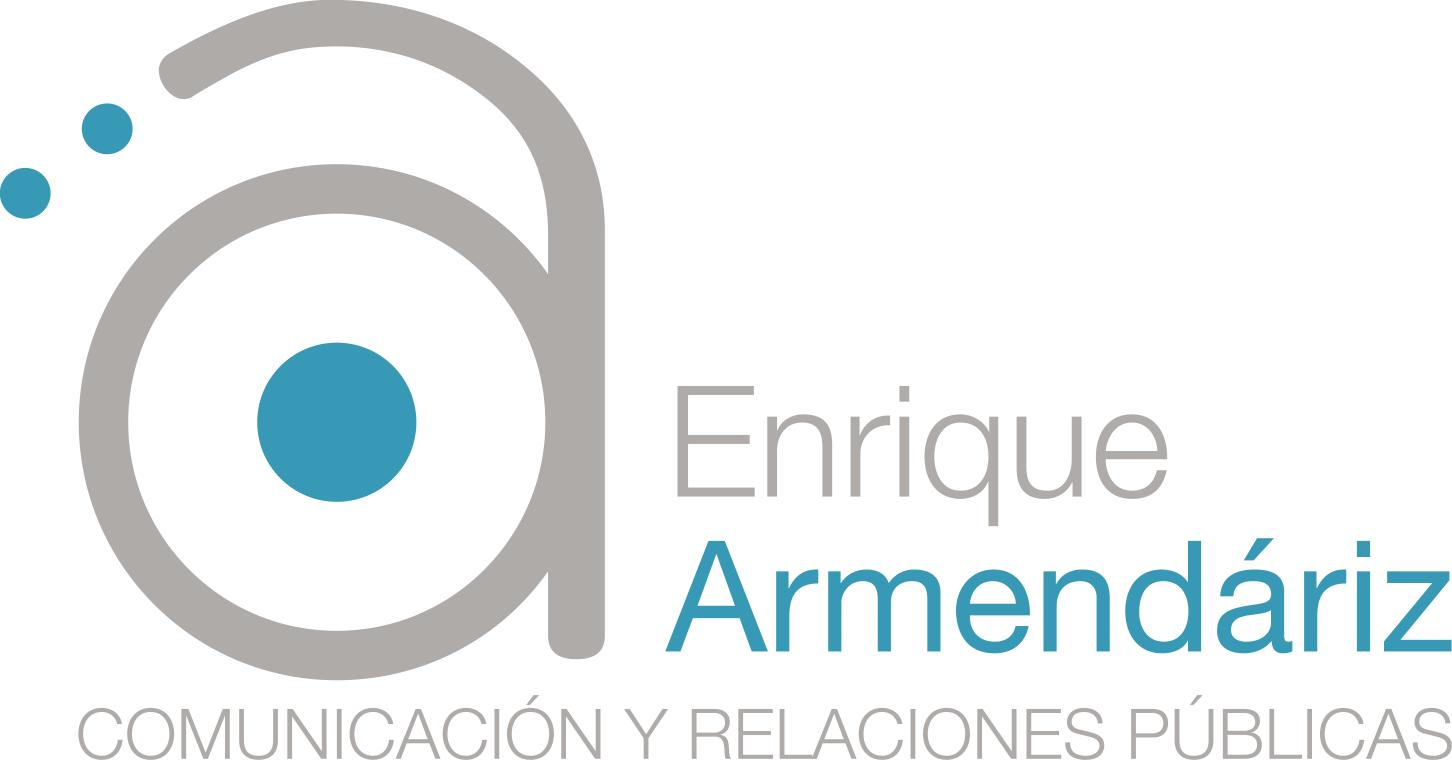 a
Enrique
Armendáriz
COMUNICACIÓN Y RELACIONES PÚBLICAS